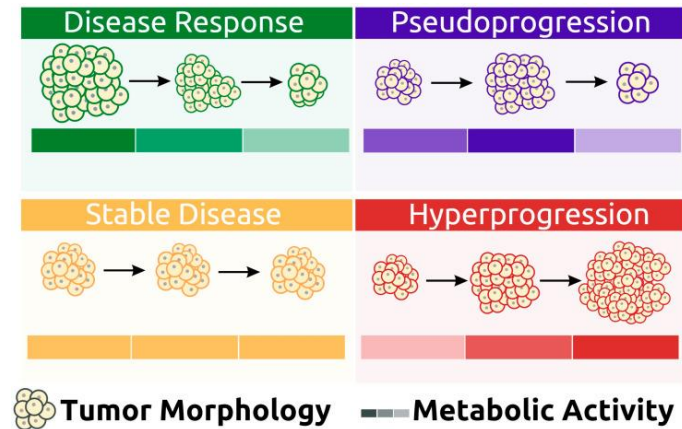 Disease Response
Pseudoprogression
Stable Disease
Hyperprogression
Tumor Morphology
Metabolic Activity